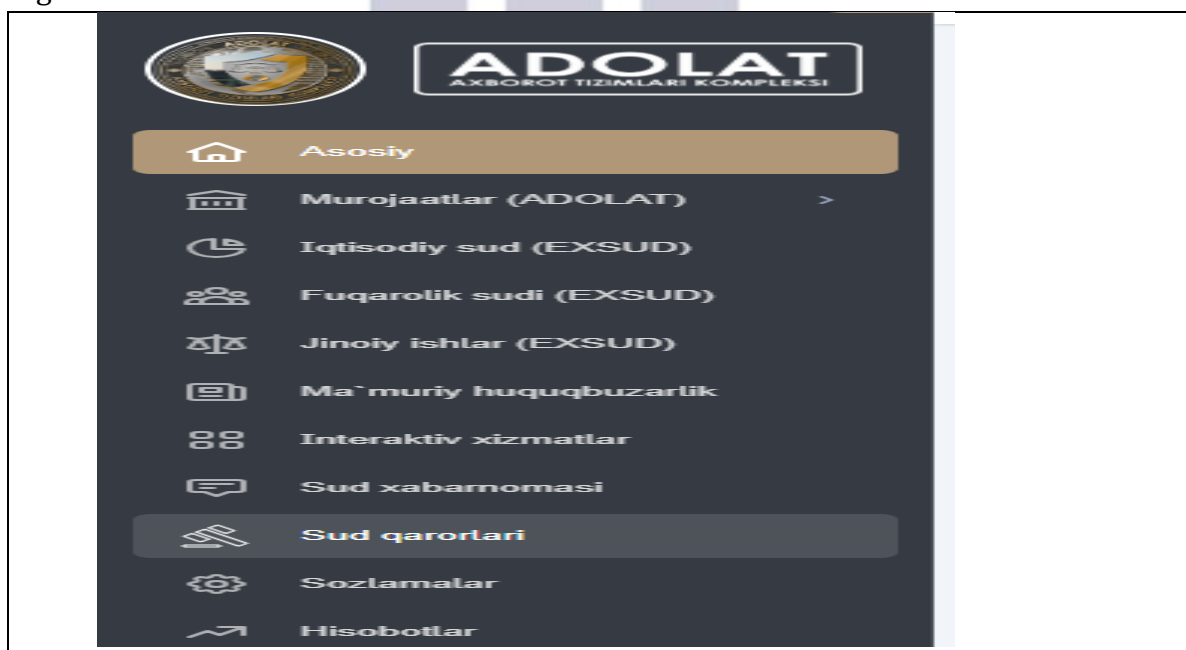 ADOLAT
AXBOROT TIZIMLARI KOMPLEKSI
Asosiy
Murojaatlar (ADOLAT) >
Iqtisodiy sud (EXSUD)
Fuqarolik sudi (EXSUD)
Jinoiy ishlar (EXSUD)
Ma`muriy huquqbuzarlik
Interaktiv xizmatlar
Sud xabarnomasi
Sud qarorlari
Sozlamalar
Hisobotlar